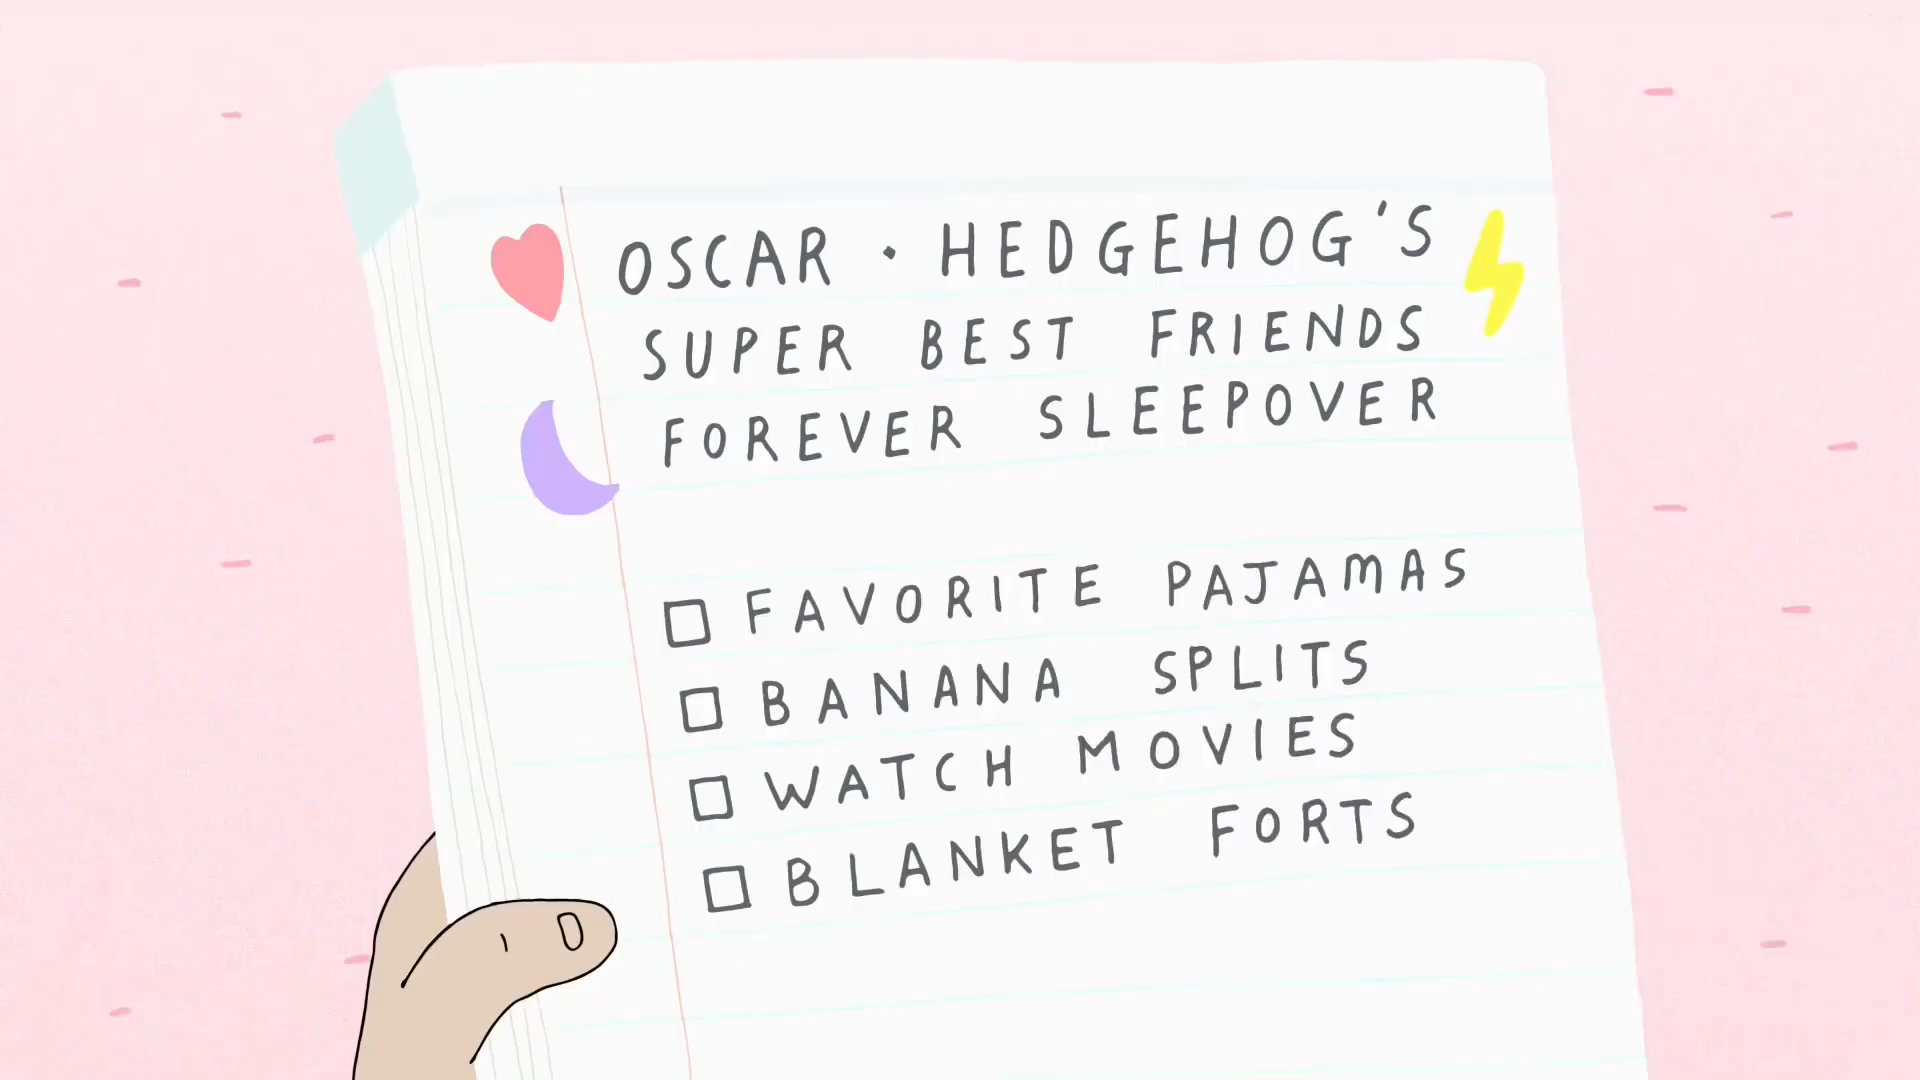 OSCAR · HEDGEHOG'S
SUPER BEST FRIENDS
FOREVER SLEEPOVER
FAVORITE PAJAMAS
BANANA SPLITS
WATCH MOVIES
BLANKET FORTS